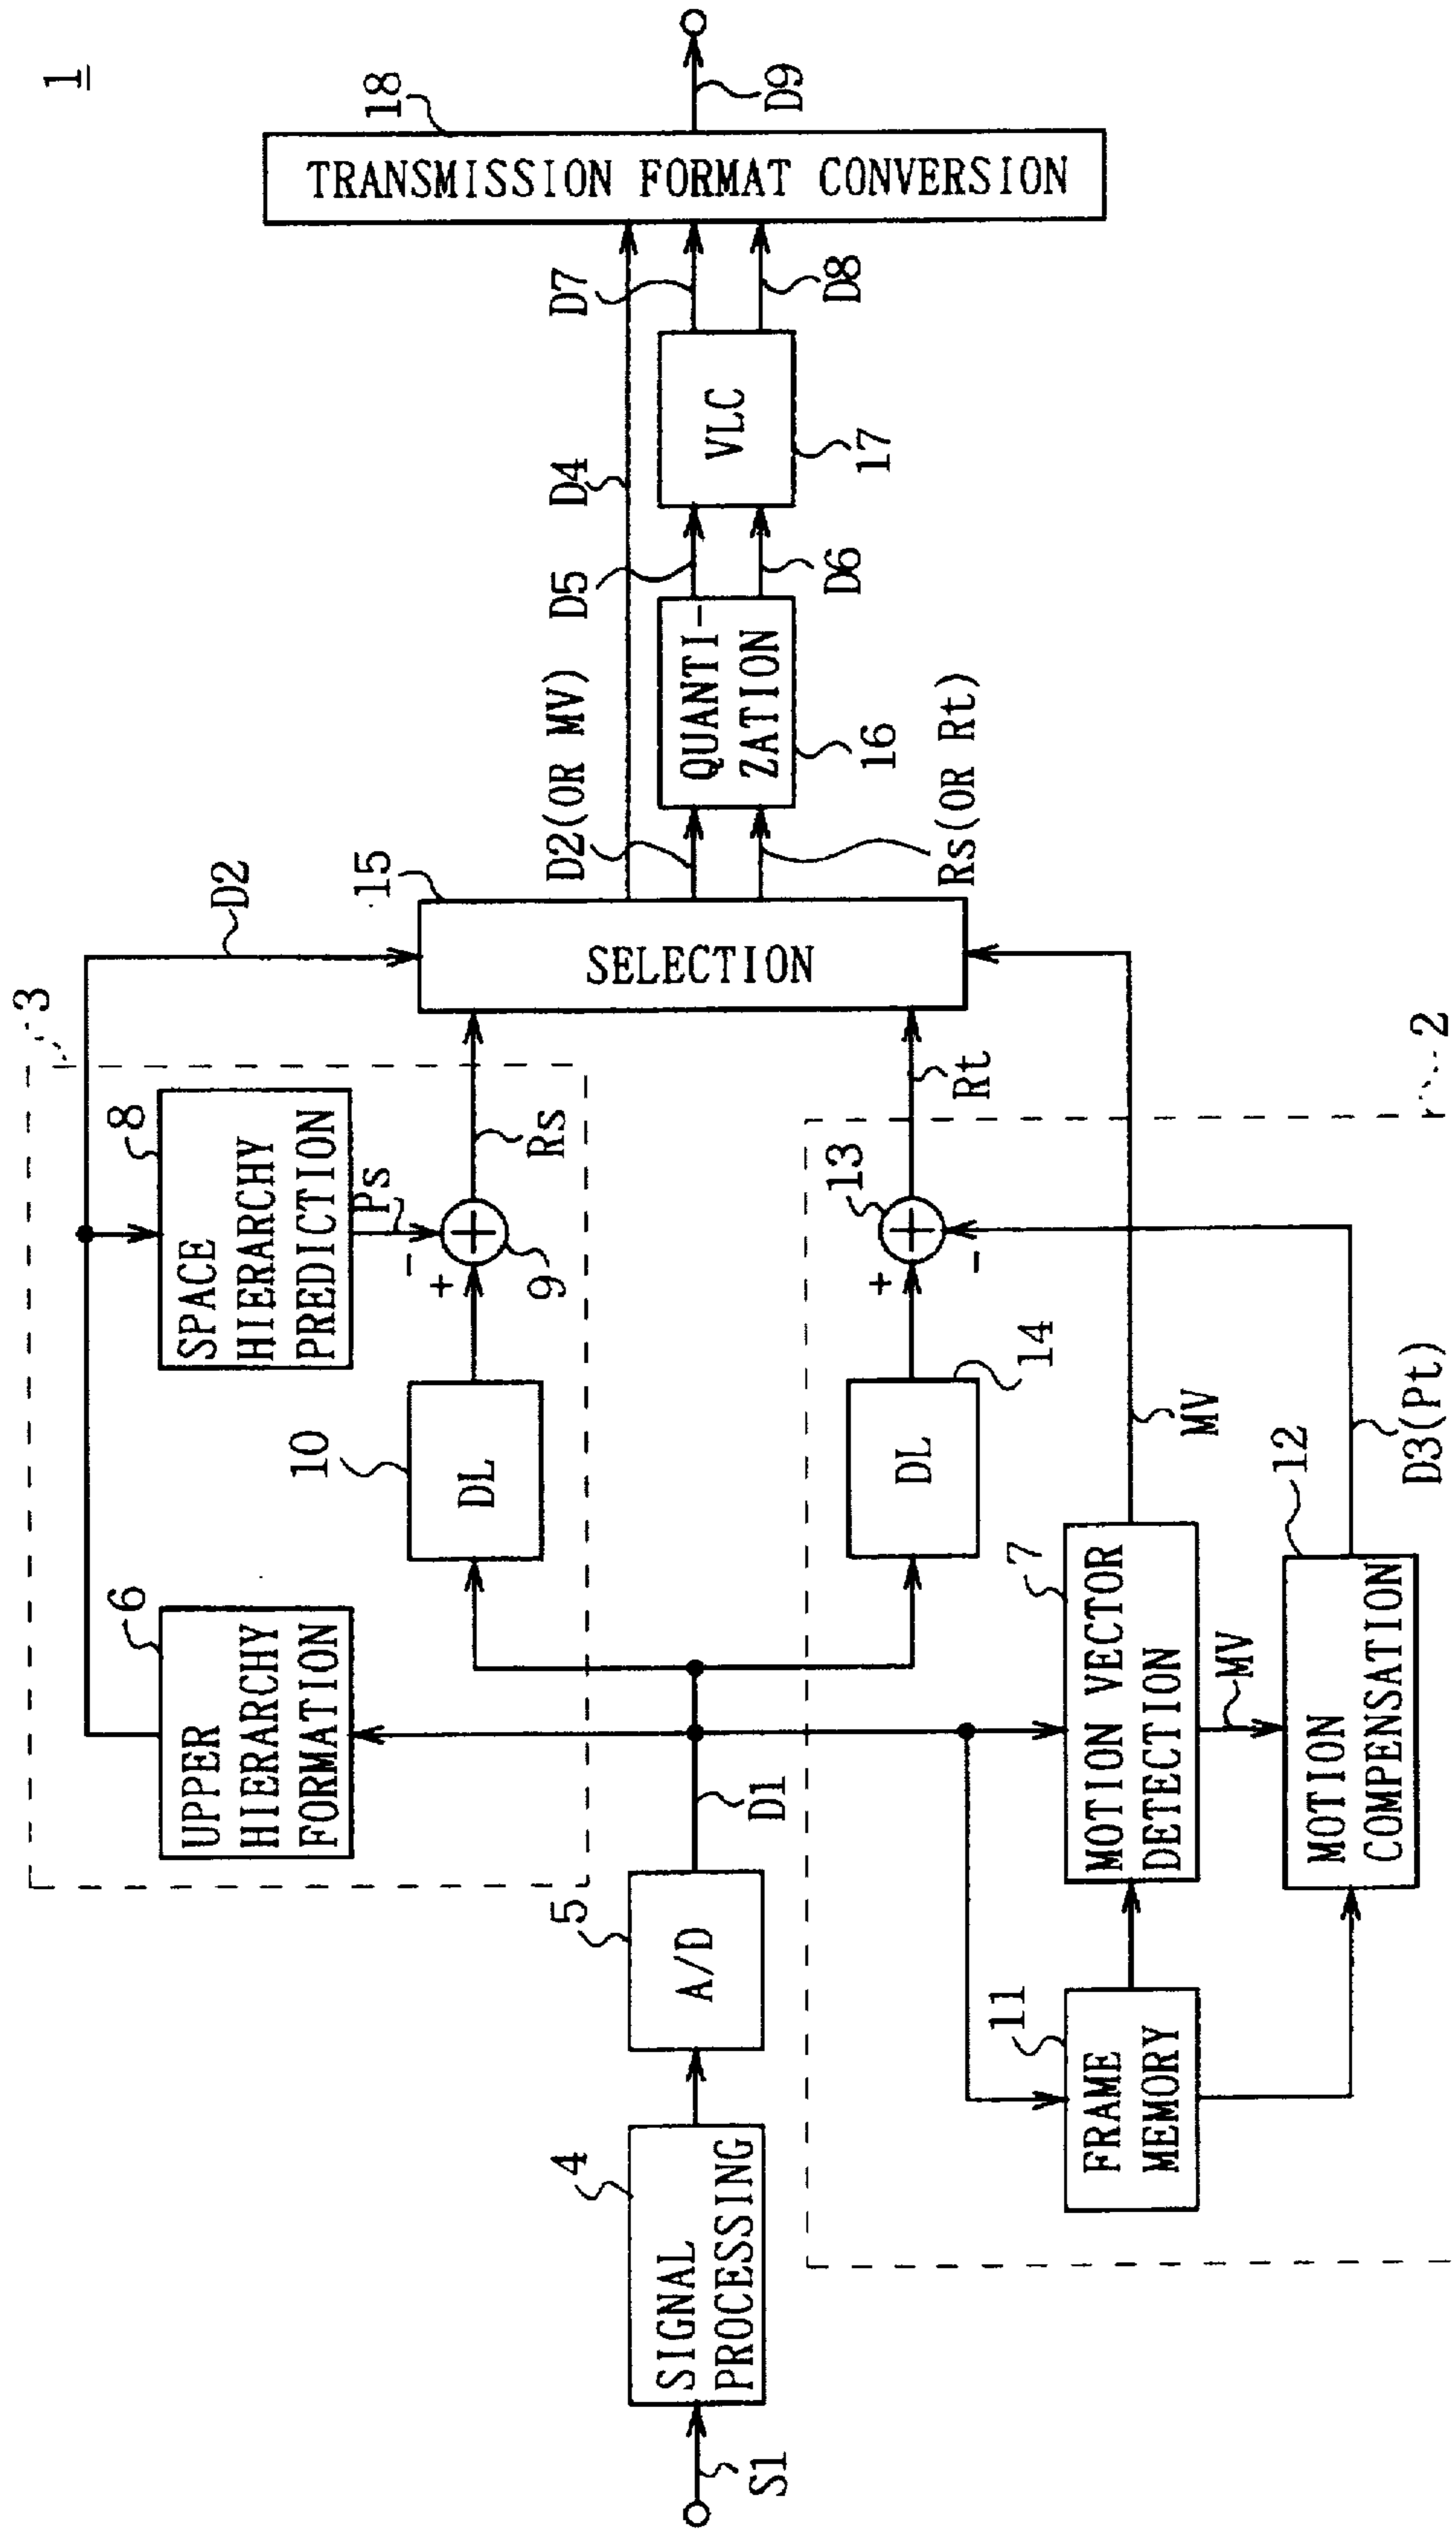 1
3
D2
6
UPPER
HIERARCHY
FORMATION
8
SPACE
HIERARCHY
PREDICTION
Ps
-
+
9
Rs
10
DL
15
SELECTION
D2(OR MV)
D4
D5
D7
18
TRANSMISSION FORMAT CONVERSION
D9
QUANTI-
ZATION
16
VLC
17
D6
D8
Rs(OR Rt)
S1
4
SIGNAL
PROCESSING
5
A/D
D1
DL
14
13
+
-
Rt
2
11
FRAME
MEMORY
7
MOTION VECTOR
DETECTION
MV
MV
12
MOTION
COMPENSATION
D3(Pt)